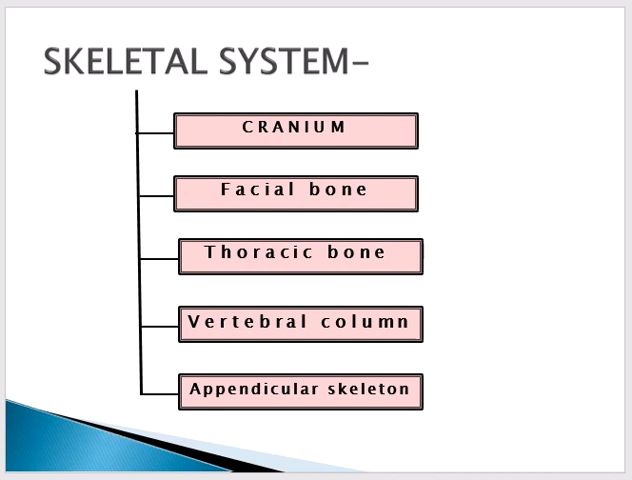 SKELETAL SYSTEM-
CRANIUM
Facial bone
Thoracic bone
Vertebral column
Appendicular skeleton